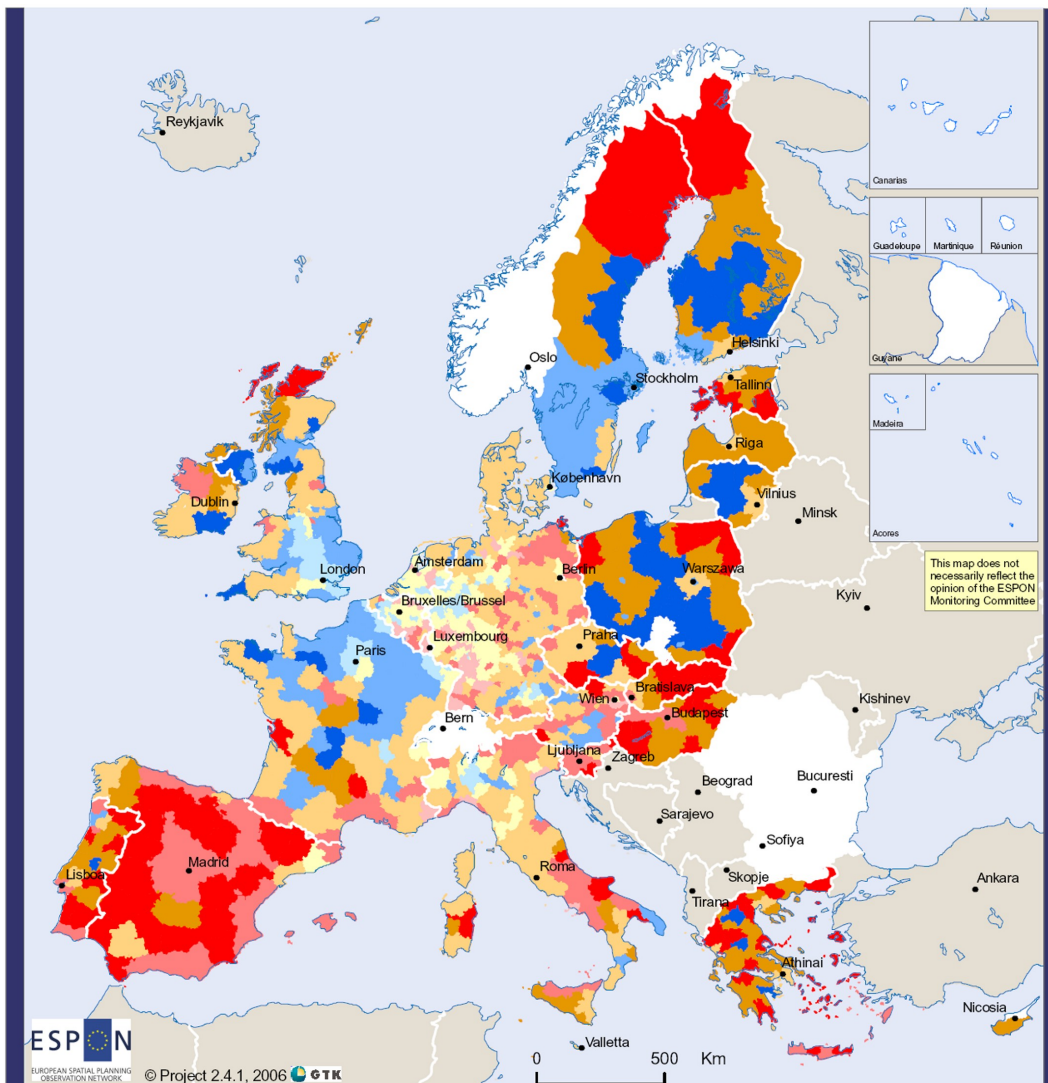 Reykjavik
Canarias
Guadeloupe
Martinique
Réunion
Guyane
Madeira
Acores
Oslo
Helsinki
Stockholm
Tallinn
Riga
København
Dublin
Vilnius
Minsk
Amsterdam
London
Berlin
Warszawa
This map does not
necessarily reflect the
opinion of the ESPON
Monitoring Committee
Bruxelles/Brussel
Kyiv
Luxembourg
Praha
Paris
Wien
Bratislava
Kishinev
Bern
Budapest
Ljubljana
Zagreb
Beograd
Bucuresti
Sarajevo
Sofiya
Madrid
Roma
Skopje
Ankara
Lisboa
Tirana
Athinai
Nicosia
Valletta
ESPON
EUROPEAN SPATIAL PLANNING
OBSERVATION NETWORK
© Project 2.4.1, 2006 GTK
0 500 Km